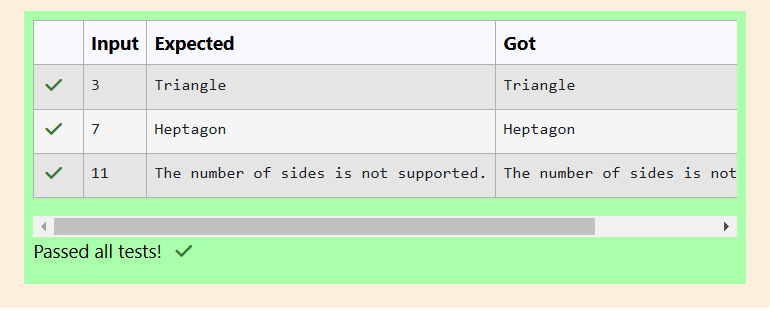 Input Expected Got
3 Triangle Triangle
7 Heptagon Heptagon
11 The number of sides is not supported. The number of sides is not
Passed all tests!